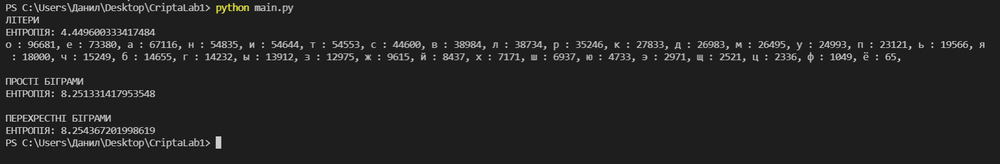 PS C:\Users\Данил\Desktop\CriptaLab1> python main.py
ЛІТЕРИ
ЕНТРОПІЯ: 4.449600333417484
о : 96681, е : 73380, а : 67116, н : 54835, и : 54644, т : 54553, с : 44600, в : 38984, л : 38734, р : 35246, к : 27833, д : 26983, м : 26495, у : 24993, п : 23121, ь : 19566, я
: 18000, ч : 15249, б : 14655, г : 14232, ы : 13912, з : 12975, ж : 9615, й : 8437, х : 7171, ш : 6937, ю : 4733, э : 2971, щ : 2521, ц : 2336, ф : 1049, ё : 65,
ПРОСТІ БІГРАМИ
ЕНТРОПІЯ: 8.251331417953548
ПЕРЕХРЕСТНІ БІГРАМИ
ЕНТРОПІЯ: 8.254367201998619
PS C:\Users\Данил\Desktop\CriptaLab1>